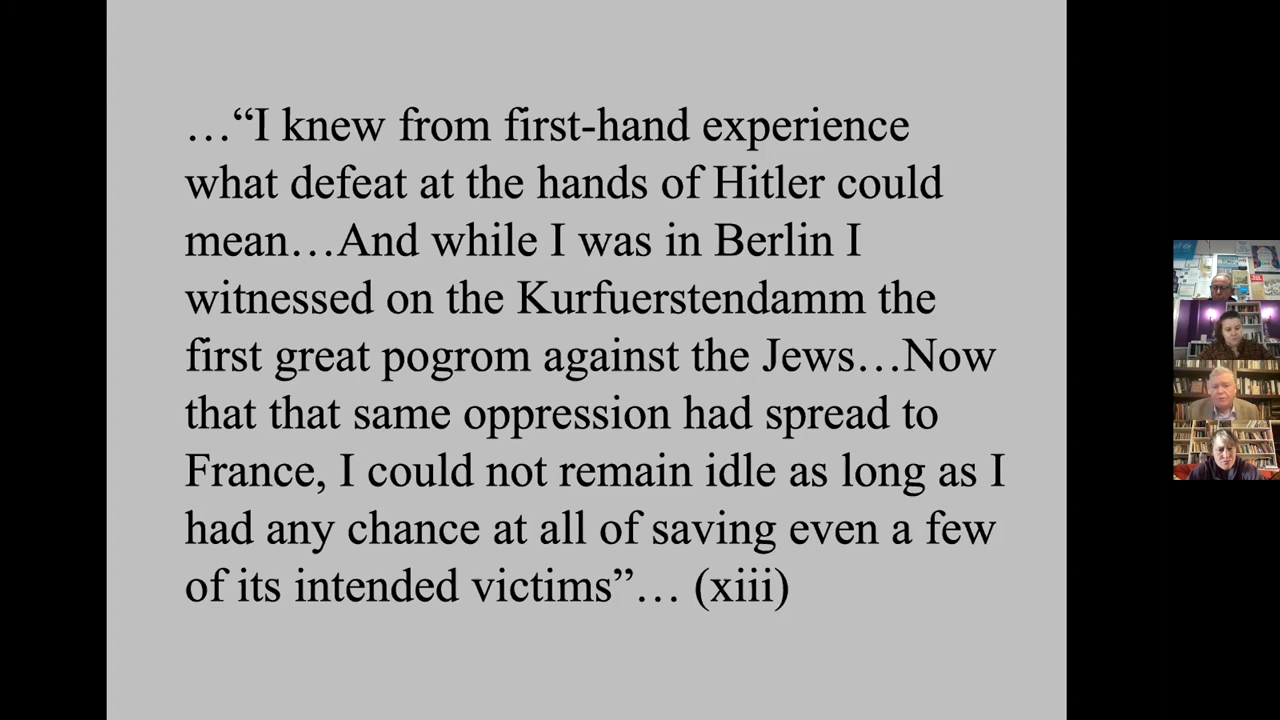 …“I knew from first-hand experience
what defeat at the hands of Hitler could
mean…And while I was in Berlin I
witnessed on the Kurfuerstendamm the
first great pogrom against the Jews…Now
that that same oppression had spread to
France, I could not remain idle as long as I
had any chance at all of saving even a few
of its intended victims”… (xiii)